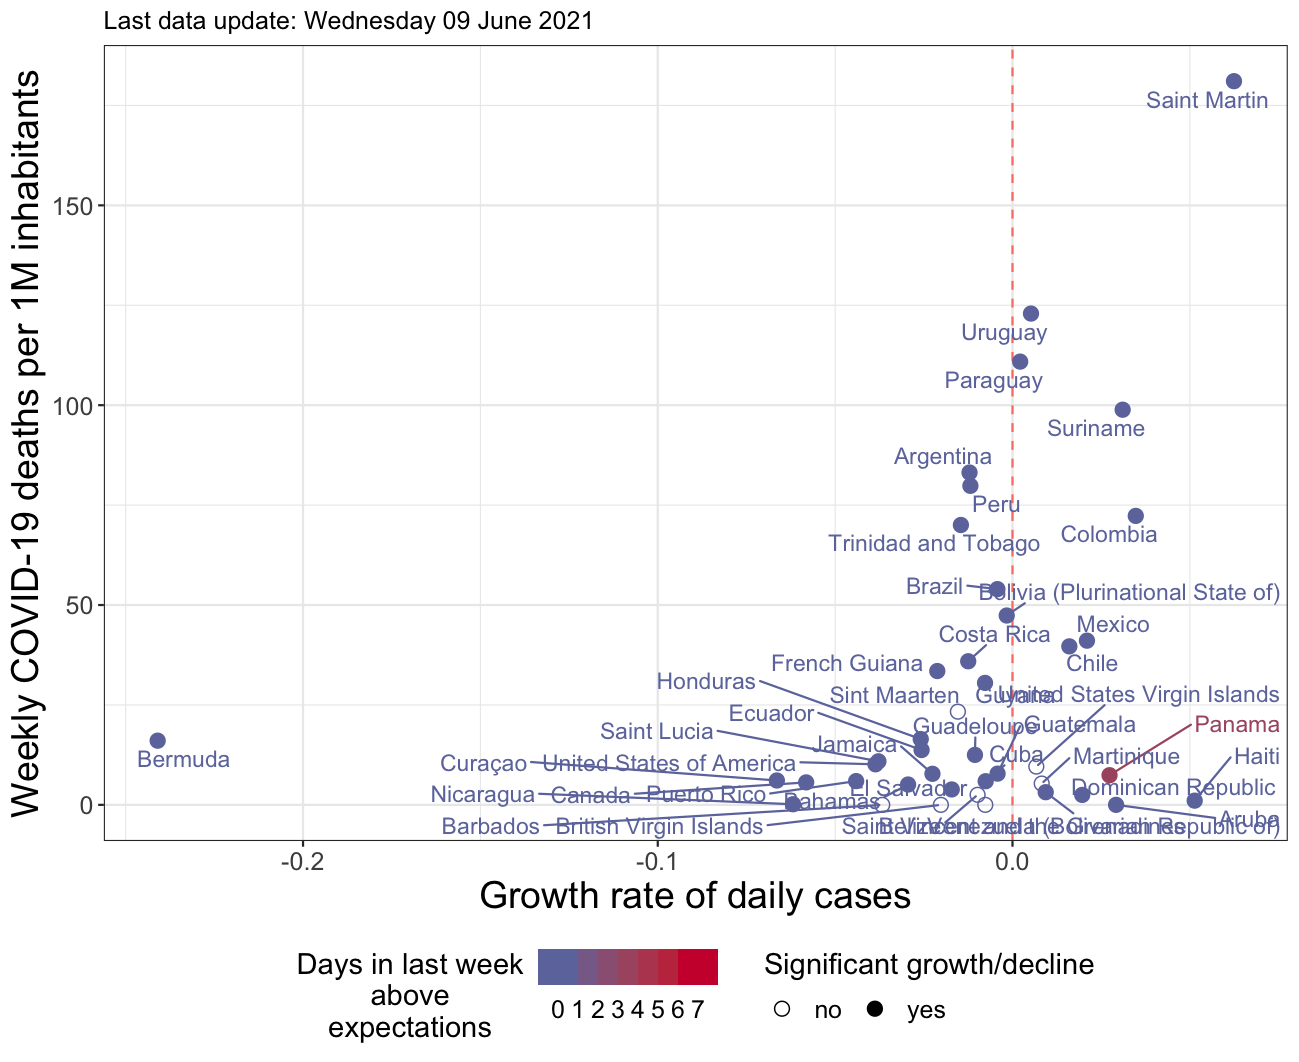 Last data update: Wednesday 09 June 2021
Weekly COVID-19 deaths per 1M inhabitants
150
100
50
0
Saint Martin
Uruguay
Paraguay
Suriname
Argentina
Peru
Colombia
Trinidad and Tobago
Brazil
Bolivia (Plurinational State of)
Mexico
Costa Rica
Chile
French Guiana
Honduras
Sint Maarten
Guyana
United States Virgin Islands
Ecuador
Guadeloupe
Guatemala
Panama
Saint Lucia
Jamaica
Cuba
Martinique
Haiti
Bermuda
Curaçao
United States of America
Nicaragua
Canada
Puerto Rico
El Salvador
Dominican Republic
Bahamas
Aruba
Barbados
British Virgin Islands
Saint Vincent and the Grenadines
Belize
Venezuela (Bolivarian Republic of)
-0.2
-0.1
0.0
Growth rate of daily cases
Days in last week
above
expectations
0 1 2 3 4 5 6 7
Significant growth/decline
no
yes